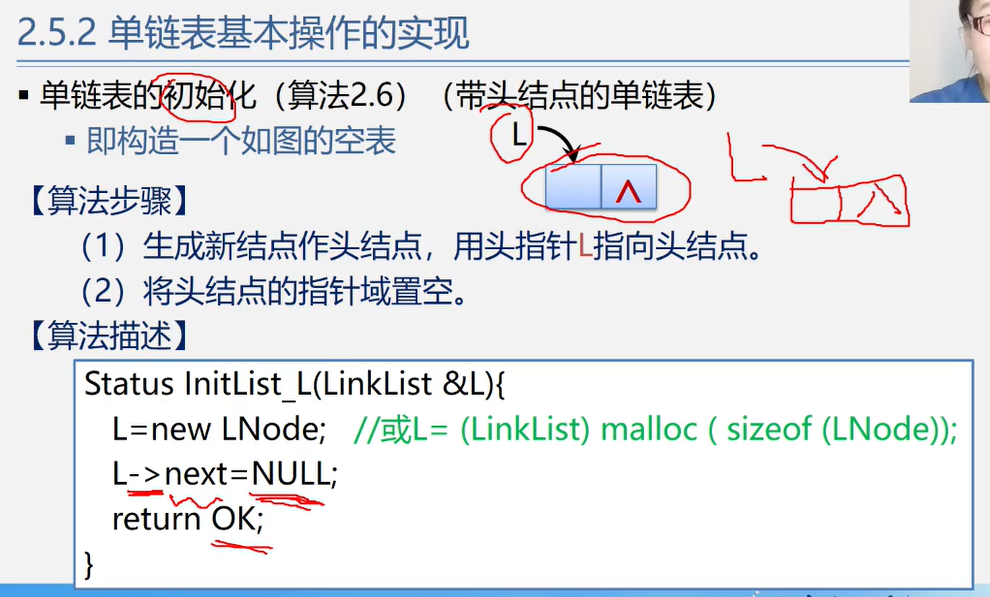 2.5.2 单链表基本操作的实现
▪ 单链表的初始化（算法2.6）（带头结点的单链表）
▪ 即构造一个如图的空表
L
∧
L
∧
【算法步骤】
（1）生成新结点作头结点，用头指针L指向头结点。
（2）将头结点的指针域置空。
【算法描述】
Status InitList_L(LinkList &L){
L=new LNode; //或L= (LinkList) malloc ( sizeof (LNode));
L->next=NULL;
return OK;
}